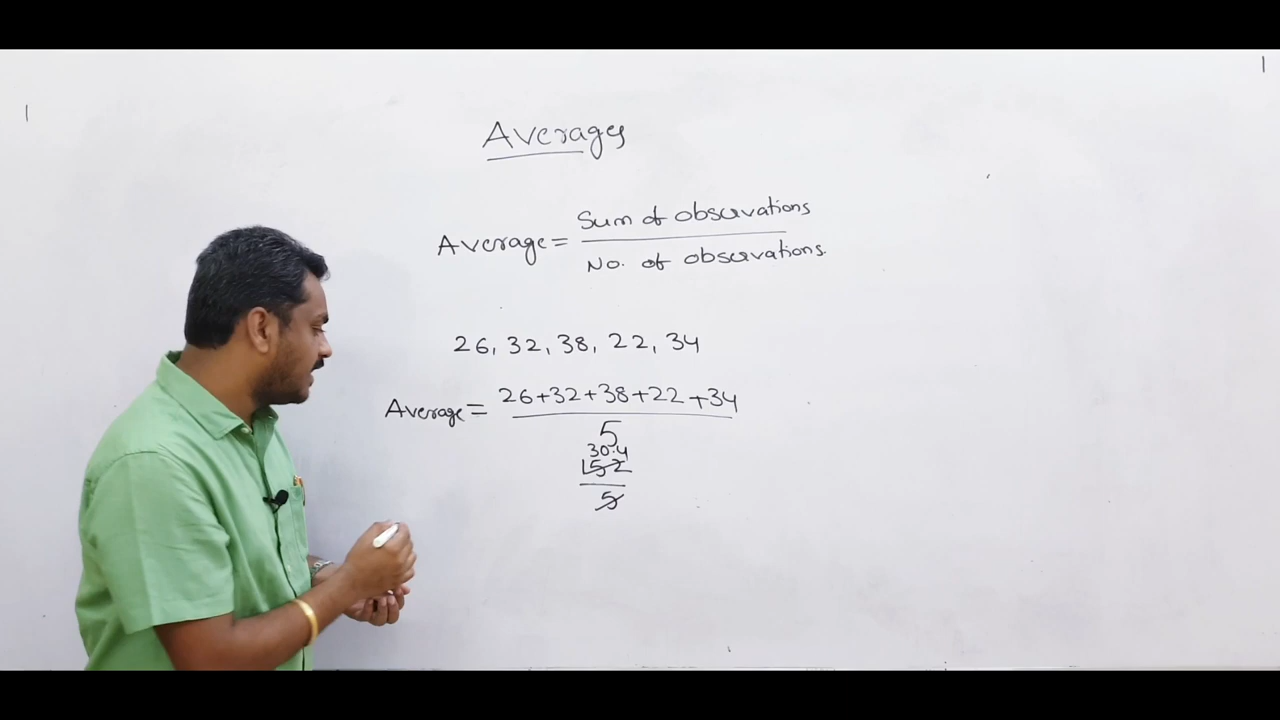 Averages
Average = Sum of observations
No. of observations.
26, 32, 38, 22, 34
Average = 26+32+38+22+34
5
30.4
152
5